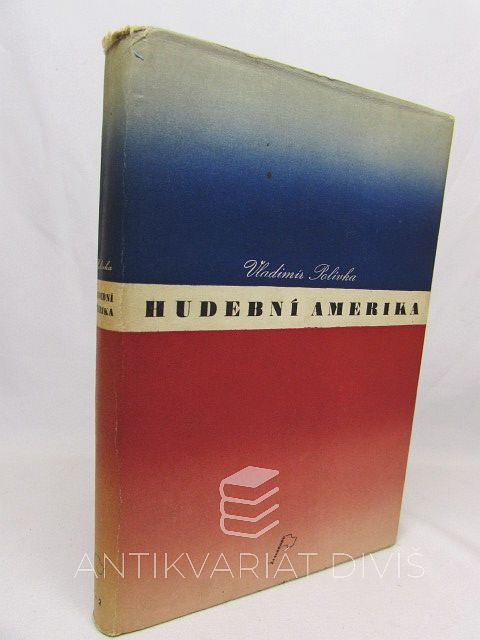 Vladimír Polívka
HUDEBNÍ AMERIKA
ANTIKVARIÁT DIVIŠ